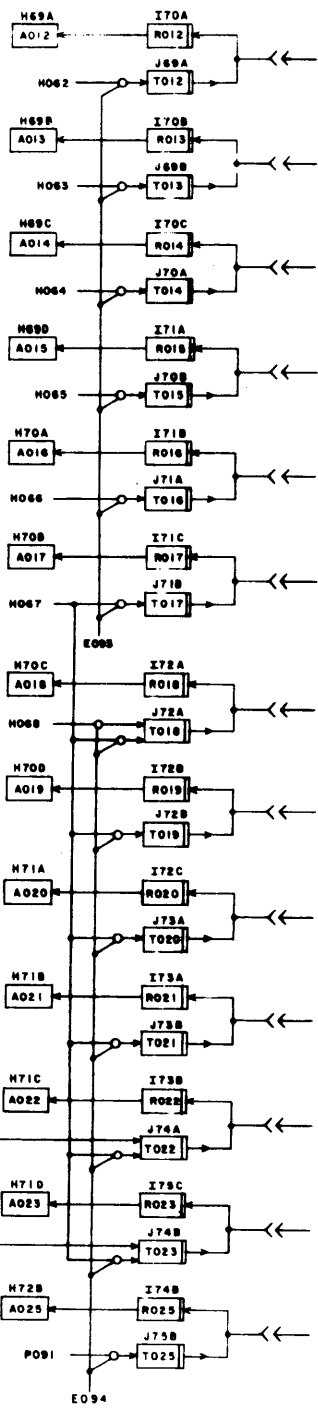 H69A I70A
A012 R012
J69A
H062 T012
H69B I70B
A013 R013
J69B
H063 T013
H69C I70C
A014 R014
J70A
H064 T014
H69D I71A
A015 R015
J70B
H065 T015
H70A I71B
A016 R016
J71A
H066 T016
H70B I71C
A017 R017
J71B
H067 T017
E095
H70C I72A
A018 R018
J72A
H068 T018
H70D I72B
A019 R019
J72B
T019
H71A I72C
A020 R020
J73A
T020
H71B I73A
A021 R021
J73B
T021
H71C I73B
A022 R022
J74A
T022
H71D I73C
A023 R023
J74B
T023
H72B I74B
A025 R025
J75B
P091 T025
E094